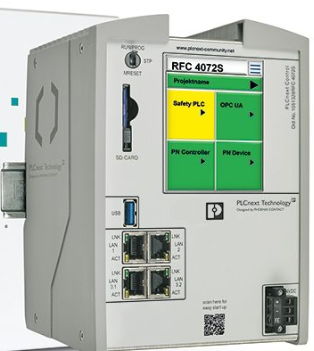 www.plcnext-community.net
RUN/PROG
STP
MRESET
RFC 4072S
Projektname
Safety PLC
OPC UA
PN Controller
PN Device
SD-CARD
PLCnext Control
PLCnext Technology
Designed by PHOENIX CONTACT
USB
LNK
LAN
1
ACT
LNK
LAN
2
ACT
LNK
LAN
3.1
ACT
LNK
LAN
3.2
ACT
scan here for
easy start up